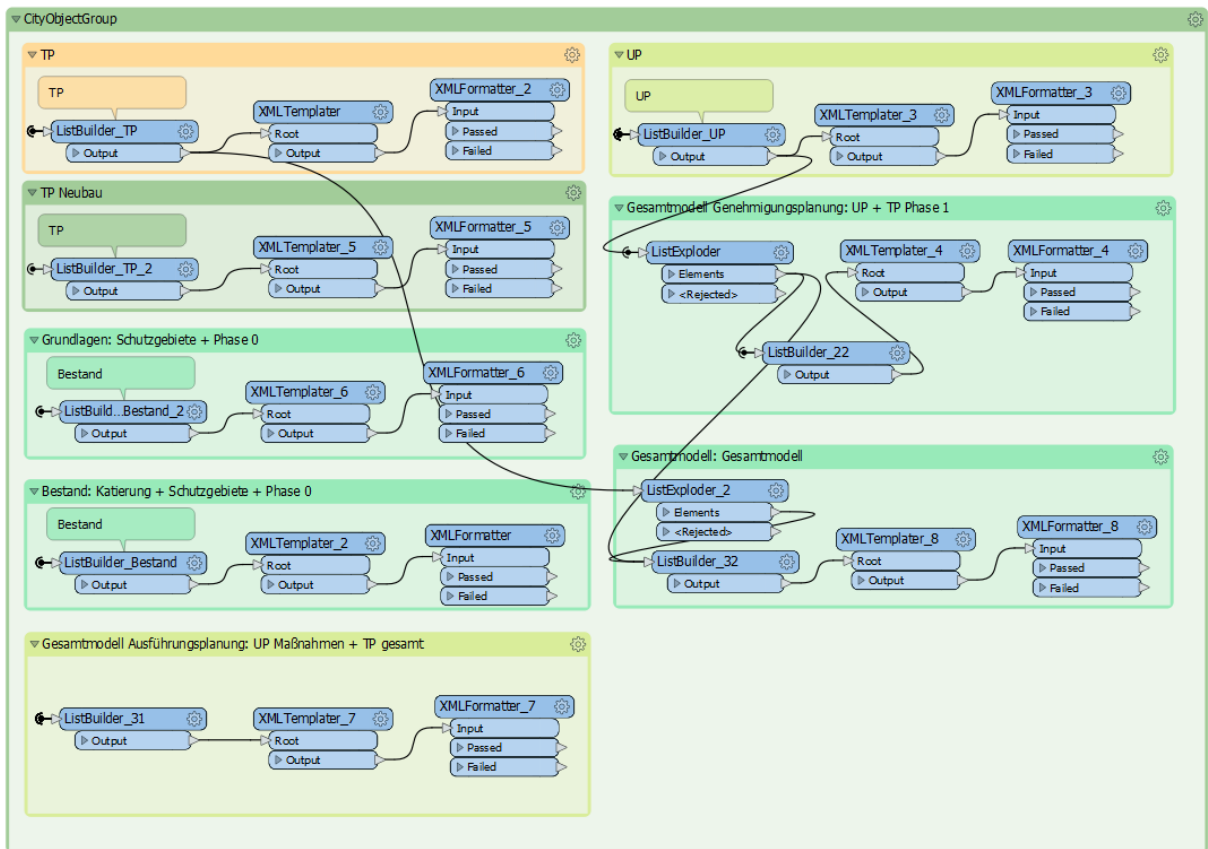 CityObjectGroup
TP
TP
ListBuilder_TP
Output
XMLTemplater
Root
Output
XMLFormatter_2
Input
Passed
Failed
TP Neubau
TP
ListBuilder_TP_2
Output
XMLTemplater_5
Root
Output
XMLFormatter_5
Input
Passed
Failed
Grundlagen: Schutzgebiete + Phase 0
Bestand
ListBuild...Bestand_2
Output
XMLTemplater_6
Root
Output
XMLFormatter_6
Input
Passed
Failed
Bestand: Katierung + Schutzgebiete + Phase 0
Bestand
ListBuilder_Bestand
Output
XMLTemplater_2
Root
Output
XMLFormatter
Input
Passed
Failed
Gesamtmodell Ausführungsplanung: UP Maßnahmen + TP gesamt
ListBuilder_31
Output
XMLTemplater_7
Root
Output
XMLFormatter_7
Input
Passed
Failed
UP
UP
ListBuilder_UP
Output
XMLTemplater_3
Root
Output
XMLFormatter_3
Input
Passed
Failed
Gesamtmodell Genehmigungsplanung: UP + TP Phase 1
ListExploder
Elements
<Rejected>
ListBuilder_22
Output
XMLTemplater_4
Root
Output
XMLFormatter_4
Input
Passed
Failed
Gesamtmodell: Gesamtmodell
ListExploder_2
Elements
<Rejected>
ListBuilder_32
Output
XMLTemplater_8
Root
Output
XMLFormatter_8
Input
Passed
Failed